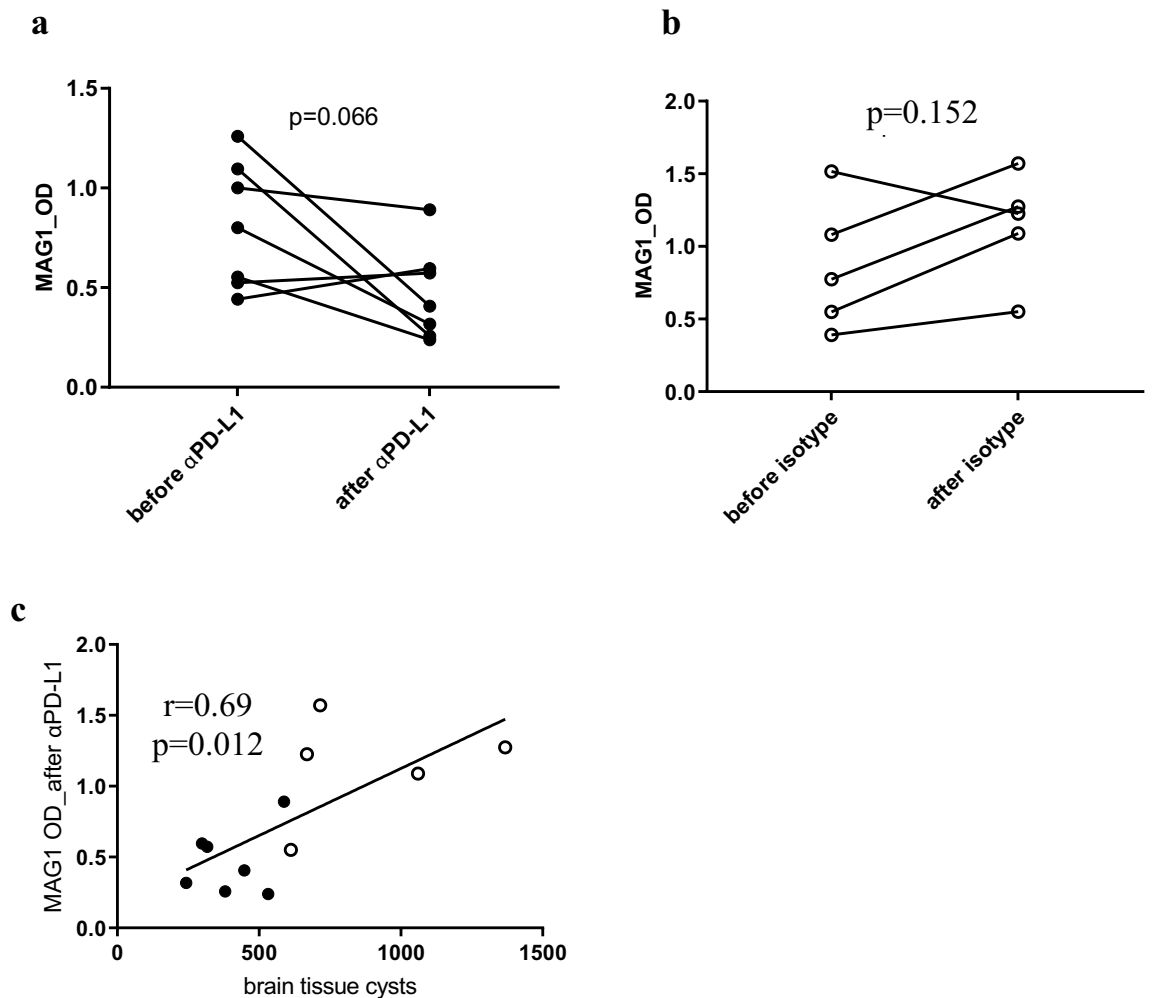 a
1.5
1.0
0.5
0.0
MAG1_OD
p=0.066
before αPD-L1
after αPD-L1
b
2.0
1.5
1.0
0.5
0.0
MAG1_OD
p=0.152
before isotype
after isotype
c
2.0
1.5
1.0
0.5
0.0
MAG1 OD_after αPD-L1
r=0.69
p=0.012
0
500
1000
1500
brain tissue cysts